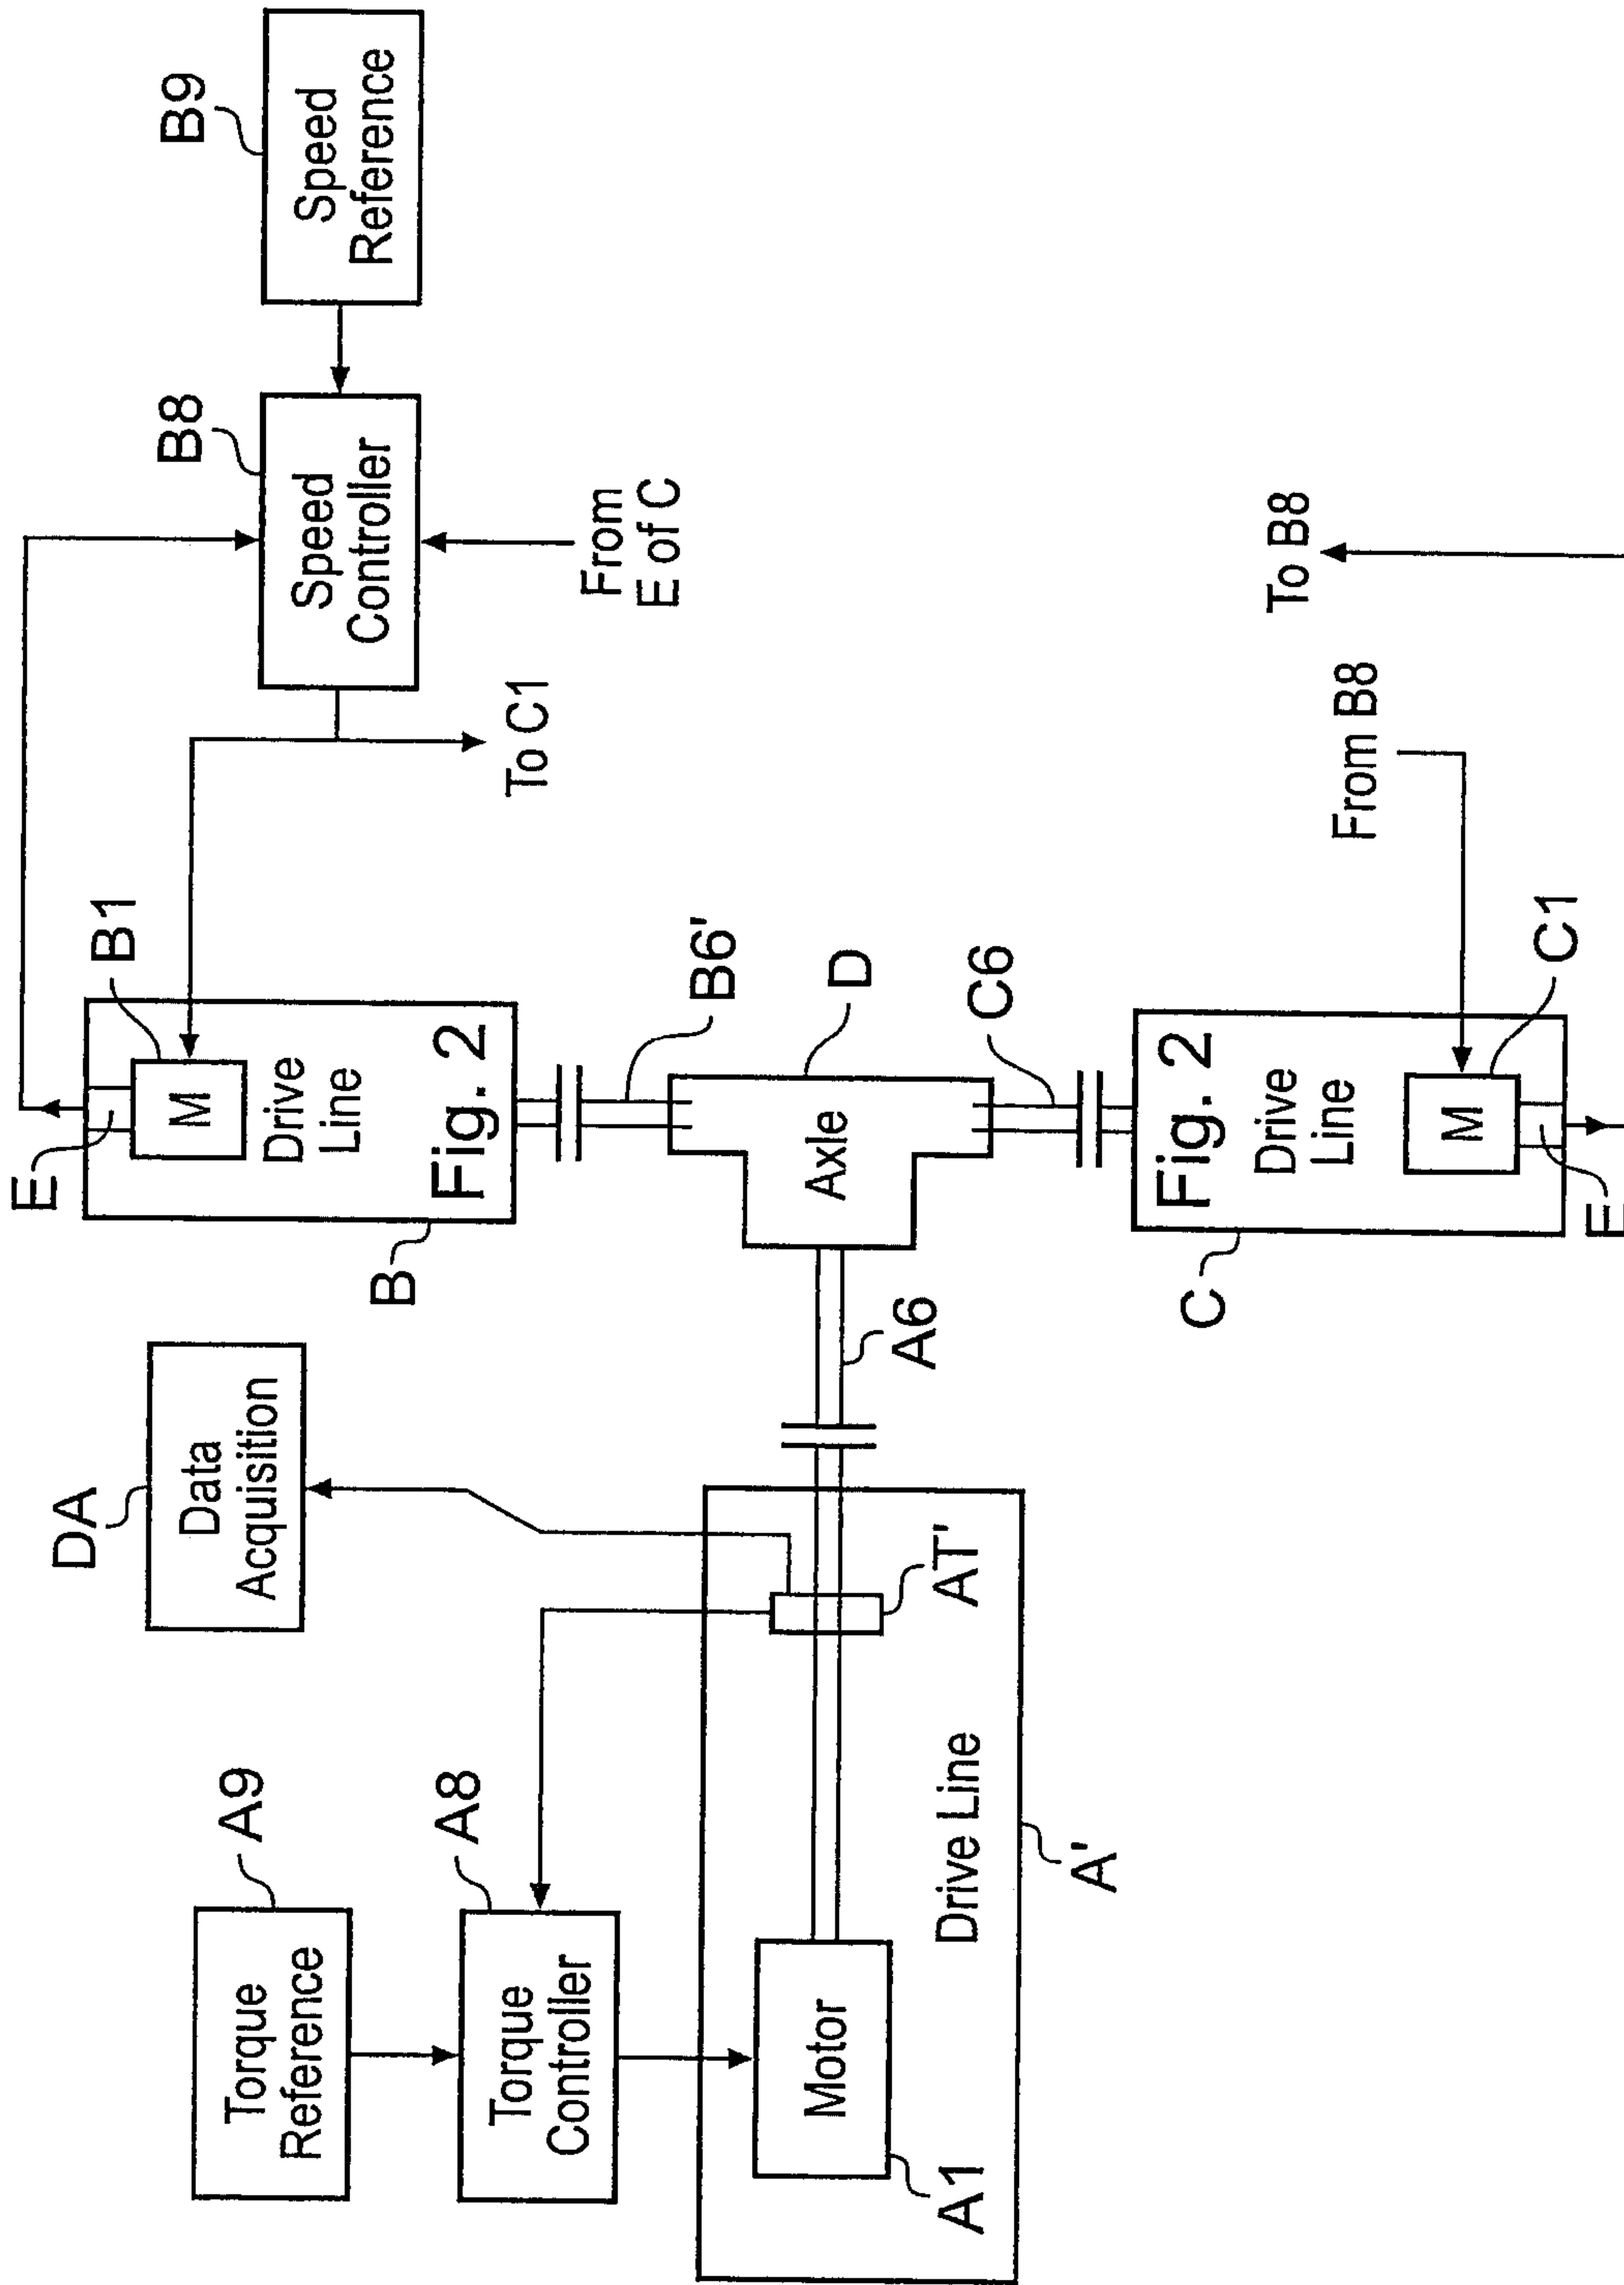 B9
Speed
Reference
B8
Speed
Controller
From
E of C
To C1
E
B1
M
Drive
Line
Fig. 2
B
B6'
DA
Data
Acquisition
D
Axle
A6
C6
To B8
From B8
Fig. 2
Drive
Line
M
C1
C
E
A9
Torque
Reference
A8
Torque
Controller
AT'
Motor
Drive Line
A1
A'